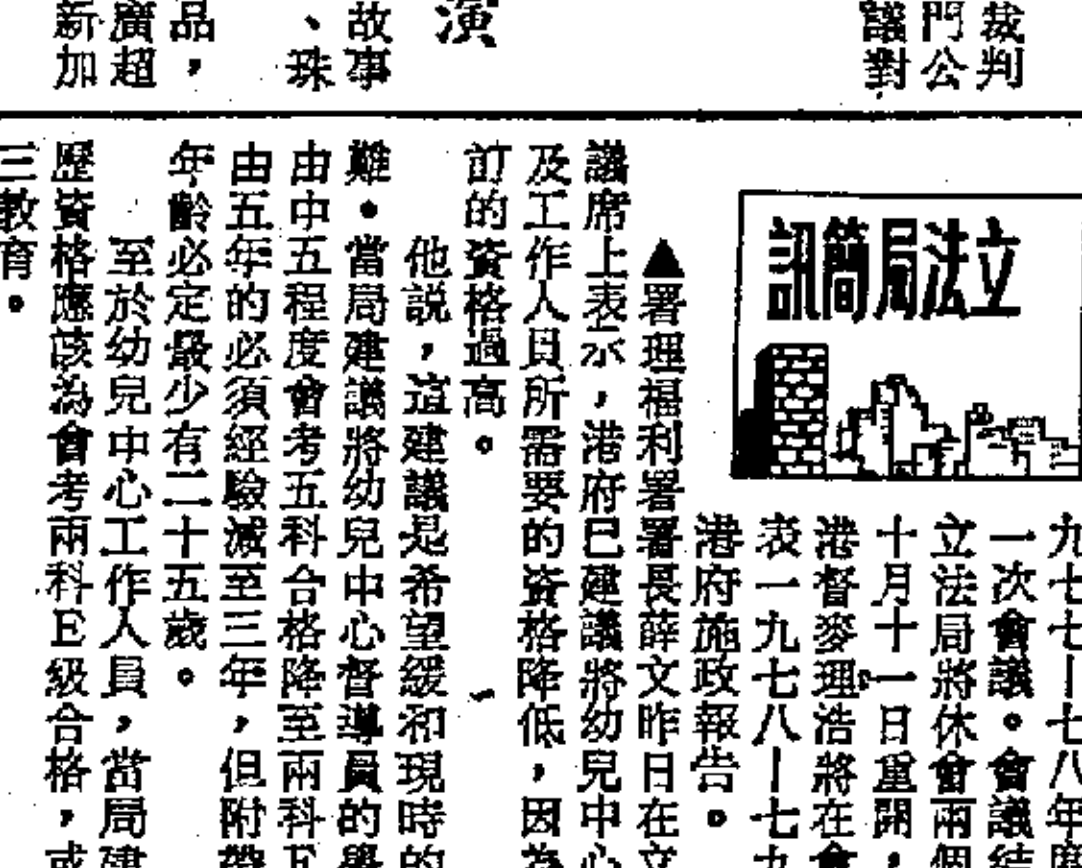 裁判
門公
議對
演
故事
、珠
品，
廣超
新加
立法局簡訊
九七七－七八年度
一次會議。會議結
立法局將休會兩個
十月十一日重開，
港督麥理浩將在會
表一九七八－七九
港府施政報告。
▲署理福利署署長薛文昨日在立
議席上表示，港府已建議將幼兒中心
及工作人員所需要的資格降低，因為
訂的資格過高。
他説，這建議是希望緩和現時的
難。當局建議將幼兒中心督導員的學
由中五程度會考五科合格降至兩科E
由五年的必須經驗減至三年，但附帶
年齡必定最少有二十五歲。
至於幼兒中心工作人員，當局建
歷資格應該為會考兩科E級合格，或
三教育。